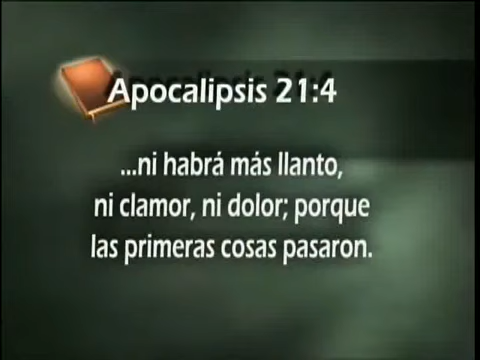 Apocalipsis 21:4
...ni habrá más llanto,
ni clamor, ni dolor; porque
las primeras cosas pasaron.